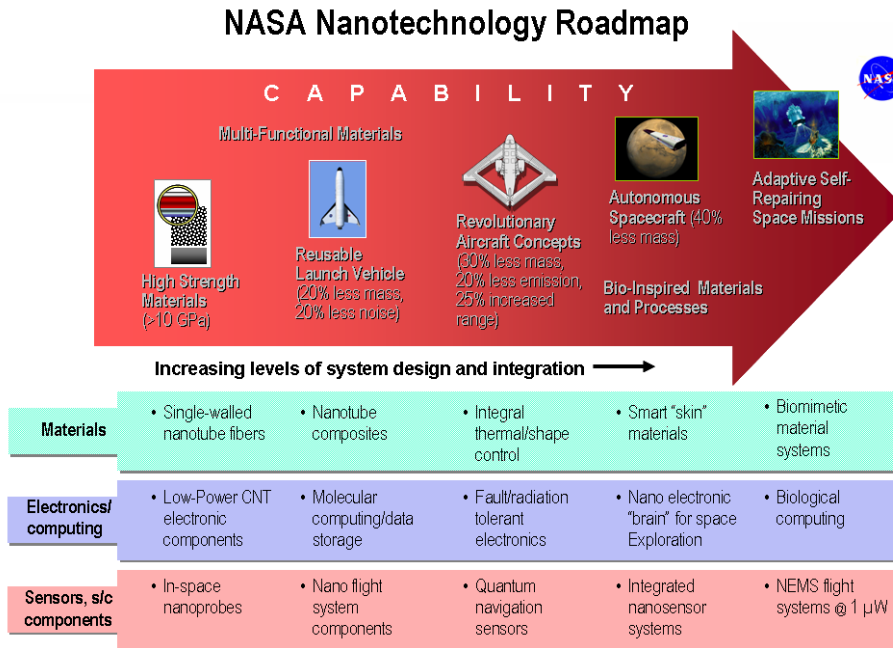 NASA Nanotechnology Roadmap
C A P A B I L I T Y
NAS
Multi-Functional Materials
High Strength
Materials
(>10 GPa)
Reusable
Launch Vehicle
(20% less mass,
20% less noise)
Revolutionary
Aircraft Concepts
(30% less mass,
20% less emission,
25% increased
range)
Autonomous
Spacecraft (40%
less mass)
Bio-Inspired Materials
and Processes
Adaptive Self-
Repairing
Space Missions
Increasing levels of system design and integration
Materials
• Single-walled
nanotube fibers
• Nanotube
composites
• Integral
thermal/shape
control
• Smart “skin”
materials
• Biomimetic
material
systems
Electronics/
computing
• Low-Power CNT
electronic
components
• Molecular
computing/data
storage
• Fault/radiation
tolerant
electronics
• Nano electronic
“brain” for space
Exploration
• Biological
computing
Sensors, s/c
components
• In-space
nanoprobes
• Nano flight
system
components
• Quantum
navigation
sensors
• Integrated
nanosensor
systems
• NEMS flight
systems @ 1 µW